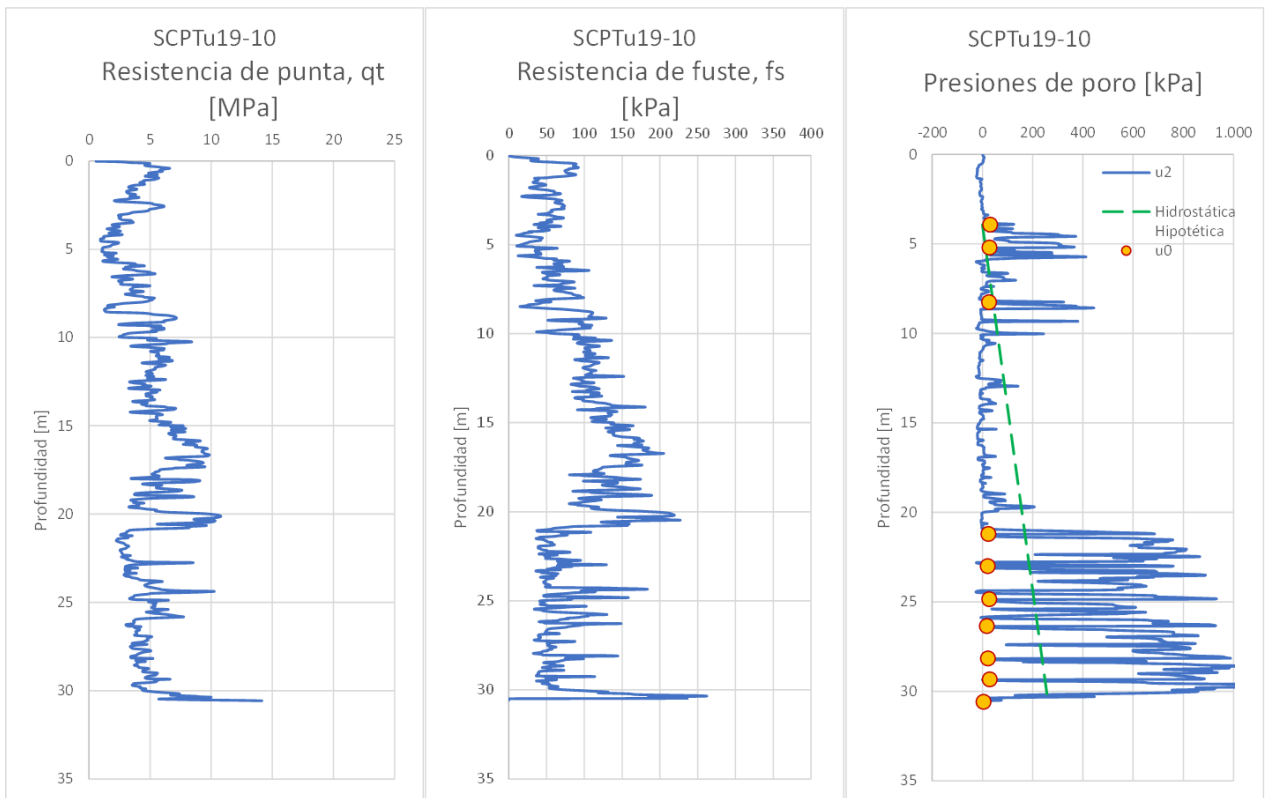 SCPTu19-10
Resistencia de punta, qt
[MPa]
0 5 10 15 20 25
0
5
10
15
20
25
30
35
Profundidad [m]
SCPTu19-10
Resistencia de fuste, fs
[kPa]
0 50 100 150 200 250 300 350 400
0
5
10
15
20
25
30
35
Profundidad [m]
SCPTu19-10
Presiones de poro [kPa]
-200 0 200 400 600 800 1.000
0
5
10
15
20
25
30
35
Profundidad [m]
u2
Hidrostática
Hipotética
u0